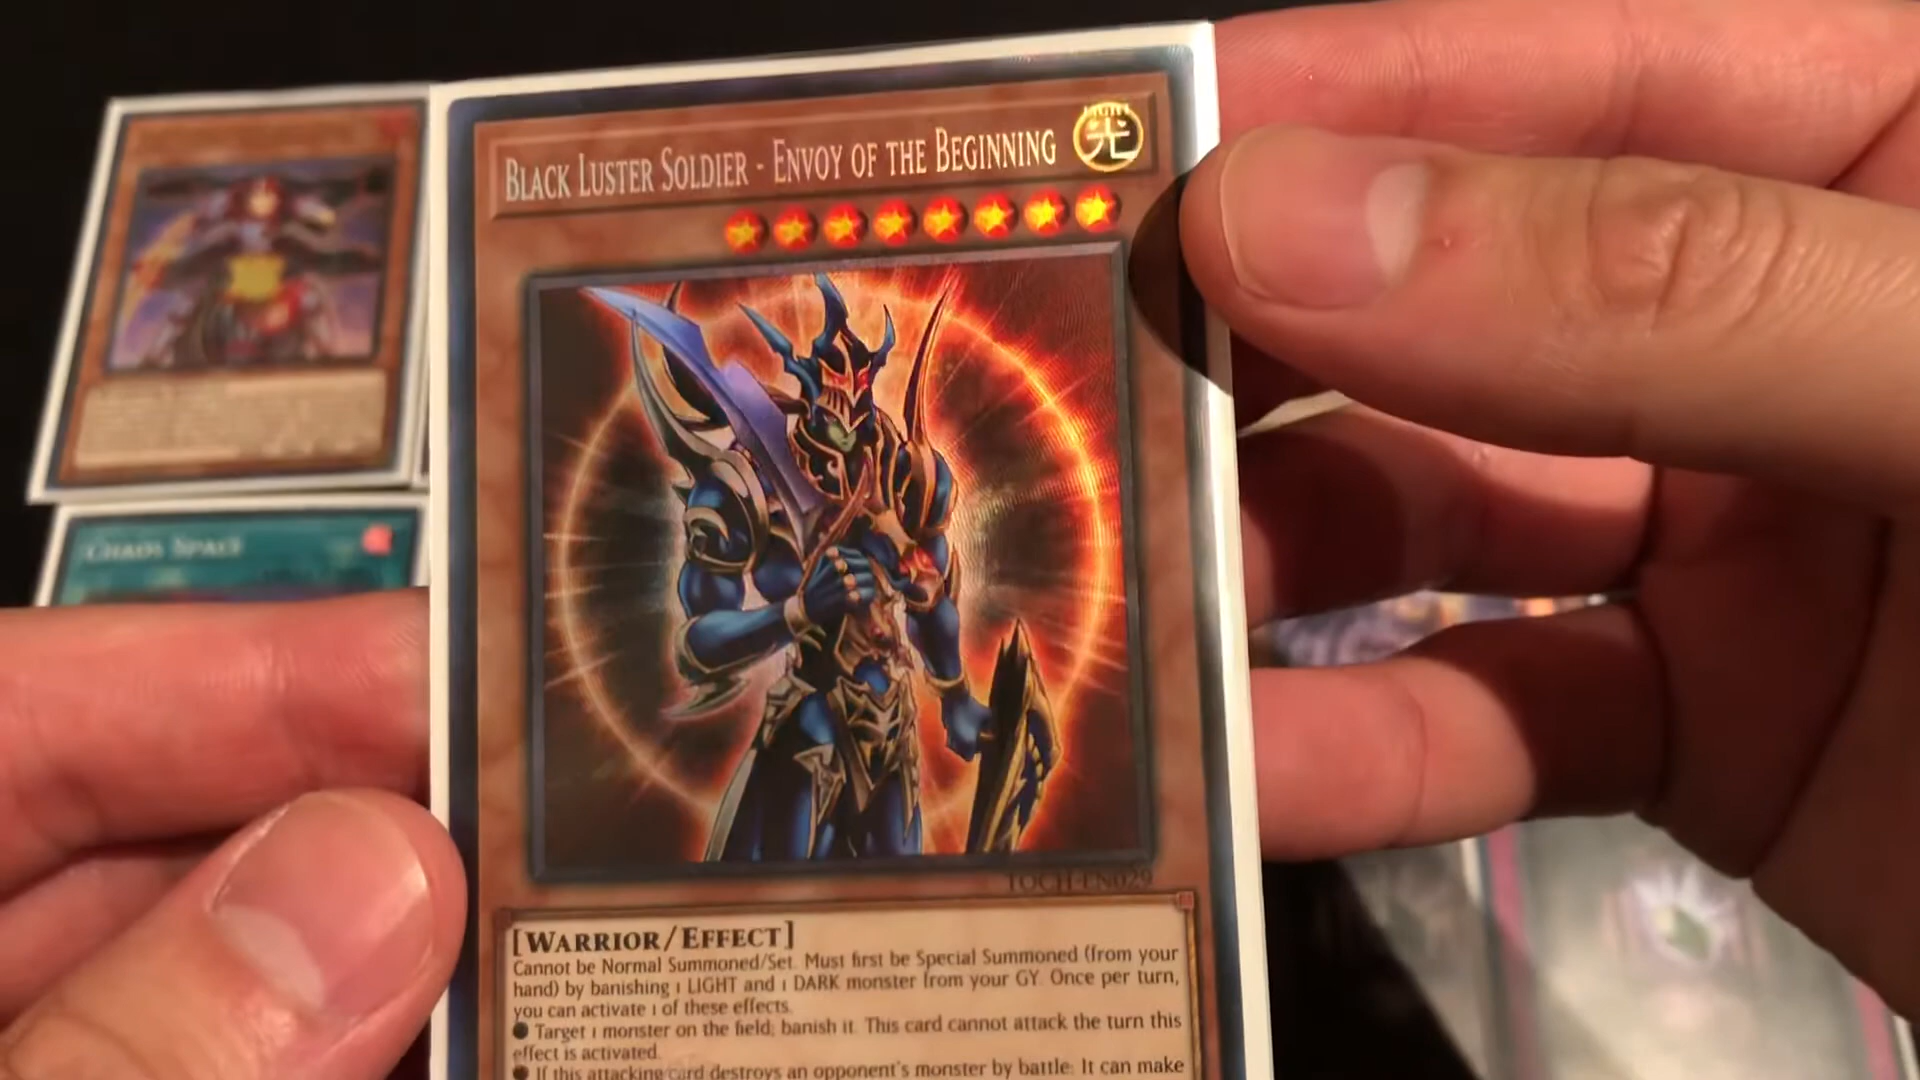 BLACK LUSTER SOLDIER - ENVOY OF THE BEGINNING
LIGHT
光
TOCH-EN029
[WARRIOR/EFFECT]
Cannot be Normal Summoned/Set. Must first be Special Summoned (from your
hand) by banishing 1 LIGHT and 1 DARK monster from your GY. Once per turn,
you can activate 1 of these effects.
● Target 1 monster on the field; banish it. This card cannot attack the turn this
effect is activated.
● If this attacking card destroys an opponent's monster by battle: It can make
CHAOS SPACE